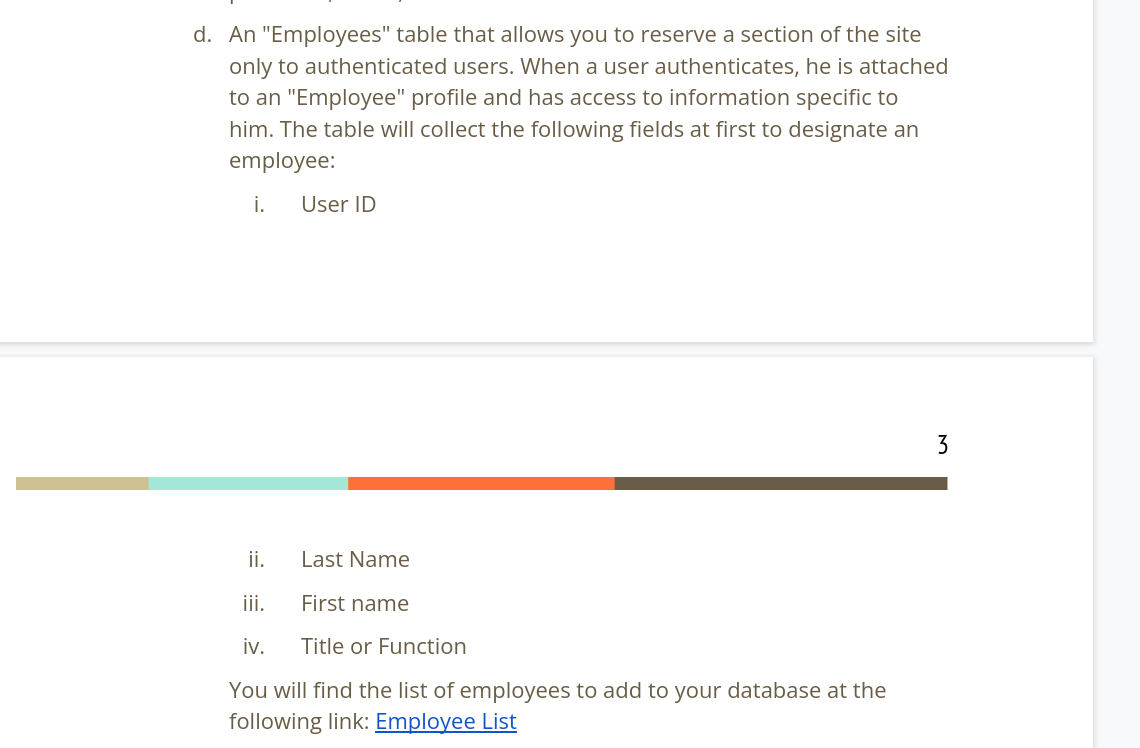 d. An "Employees" table that allows you to reserve a section of the site
only to authenticated users. When a user authenticates, he is attached
to an "Employee" profile and has access to information specific to
him. The table will collect the following fields at first to designate an
employee:
i. User ID
3
ii. Last Name
iii. First name
iv. Title or Function
You will find the list of employees to add to your database at the
following link: Employee List